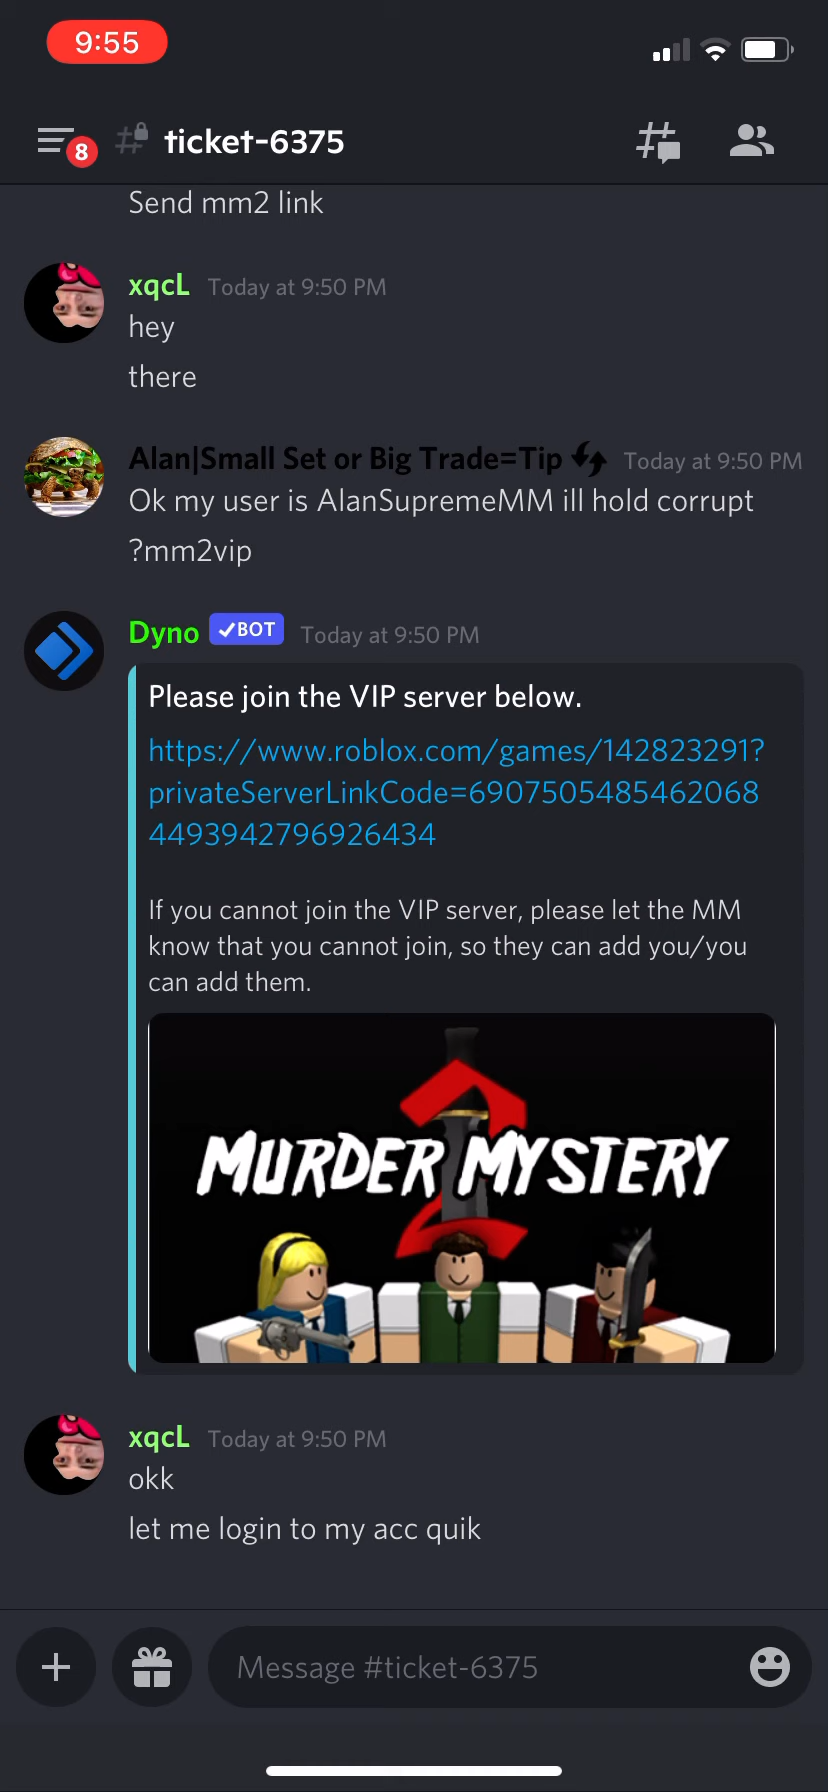 9:55
8
ticket-6375
Send mm2 link
xqcL Today at 9:50 PM
hey
there
Alan|Small Set or Big Trade=Tip Today at 9:50 PM
Ok my user is AlanSupremeMM ill hold corrupt
?mm2vip
Dyno ✓BOT Today at 9:50 PM
Please join the VIP server below.
https://www.roblox.com/games/142823291?
privateServerLinkCode=6907505485462068
4493942796926434
If you cannot join the VIP server, please let the MM
know that you cannot join, so they can add you/you
can add them.
MURDER MYSTERY
2
xqcL Today at 9:50 PM
okk
let me login to my acc quik
Message #ticket-6375